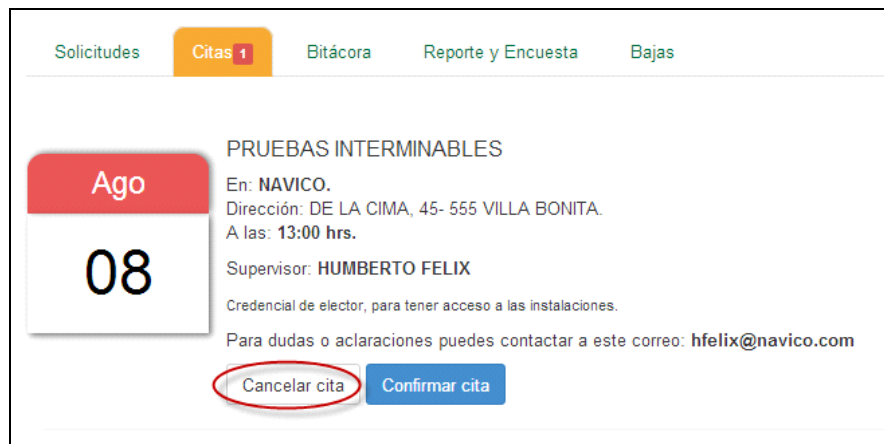 Solicitudes Citas 1 Bitácora Reporte y Encuesta Bajas
PRUEBAS INTERMINABLES
Ago
08
En: NAVICO.
Dirección: DE LA CIMA, 45- 555 VILLA BONITA.
A las: 13:00 hrs.
Supervisor: HUMBERTO FELIX
Credencial de elector, para tener acceso a las instalaciones.
Para dudas o aclaraciones puedes contactar a este correo: hfelix@navico.com
Cancelar cita Confirmar cita